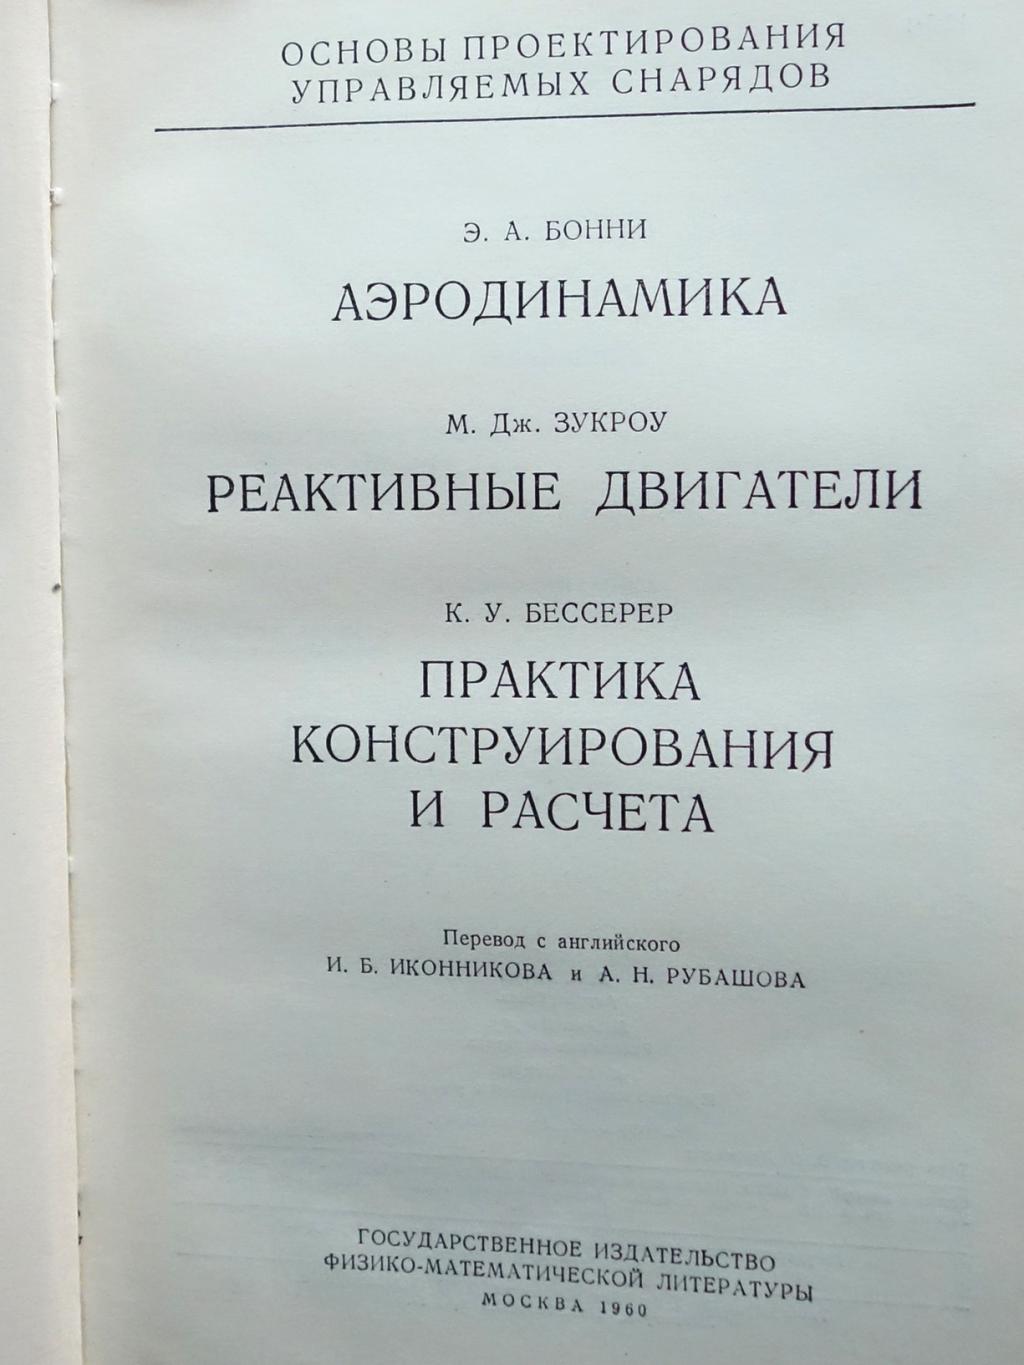 ОСНОВЫ ПРОЕКТИРОВАНИЯ
УПРАВЛЯЕМЫХ СНАРЯДОВ
Э. А. БОННИ
АЭРОДИНАМИКА
М. Дж. ЗУКРОУ
РЕАКТИВНЫЕ ДВИГАТЕЛИ
К. У. БЕССЕРЕР
ПРАКТИКА
КОНСТРУИРОВАНИЯ
И РАСЧЕТА
Перевод с английского
И. Б. ИКОННИКОВА и А. Н. РУБАШОВА
ГОСУДАРСТВЕННОЕ ИЗДАТЕЛЬСТВО
ФИЗИКО-МАТЕМАТИЧЕСКОЙ ЛИТЕРАТУРЫ
МОСКВА 1960